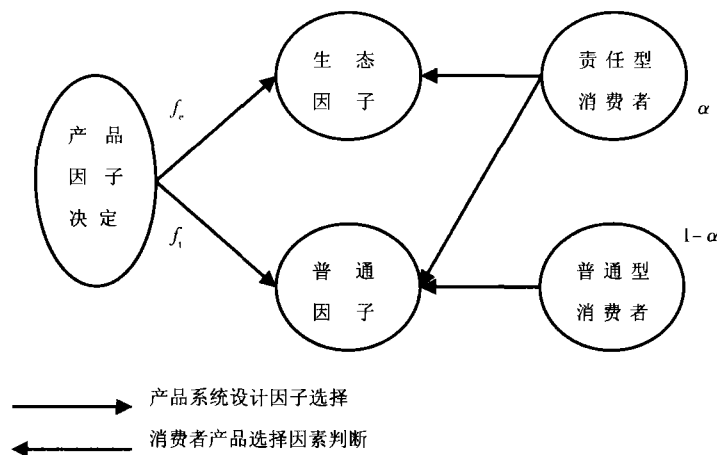 生态
因子
责任型
消费者
α
f_e
产品
因子
决定
f_t
普通
因子
普通型
消费者
1-α
产品系统设计因子选择
消费者产品选择因素判断